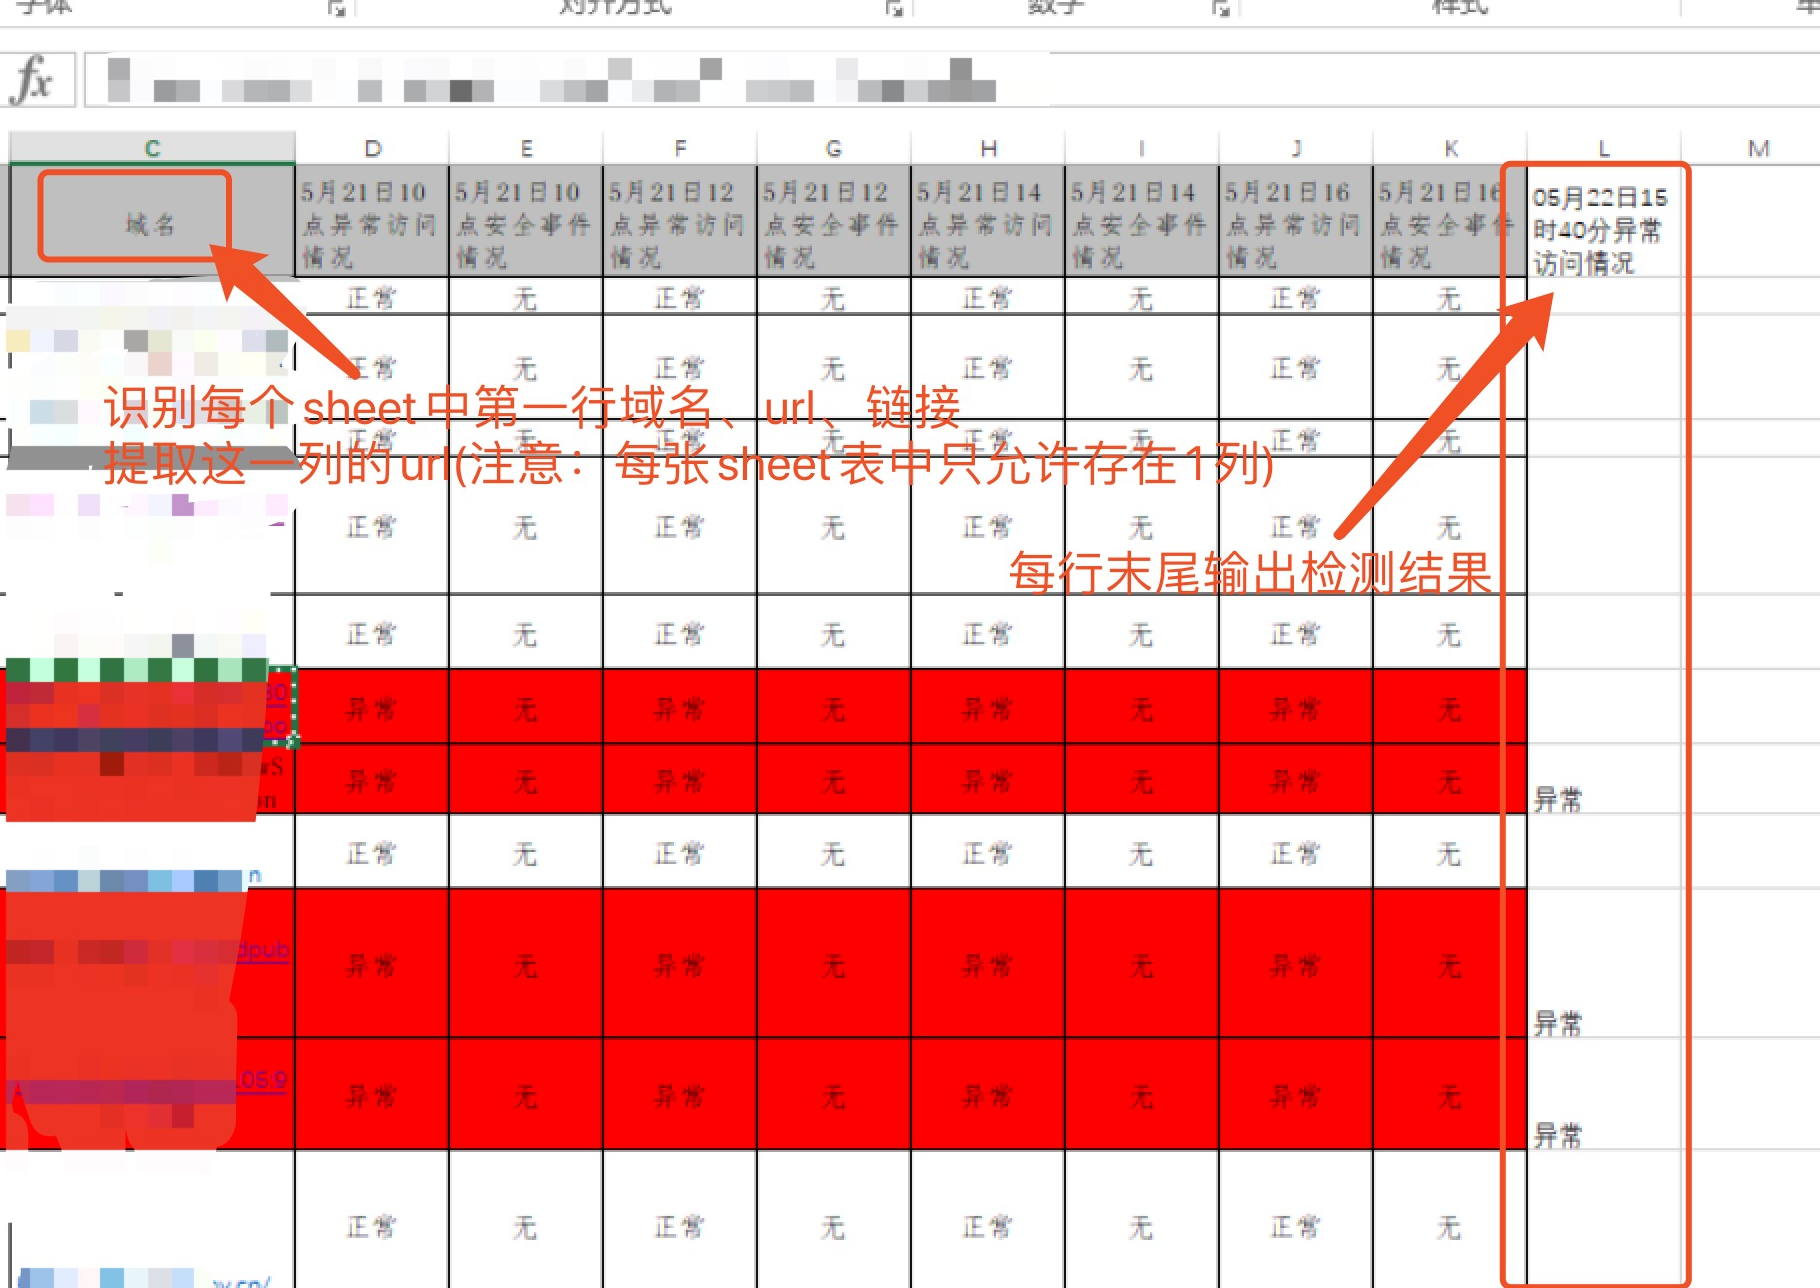 字体 对齐方式 数字 样式
fx
C D E F G H I J K L M
域名
5月21日10点异常访问情况
5月21日10点安全事件情况
5月21日12点异常访问情况
5月21日12点安全事件情况
5月21日14点异常访问情况
5月21日14点安全事件情况
5月21日16点异常访问情况
5月21日16点安全事件情况
05月22日15时40分异常访问情况
正常 无 正常 无 正常 无 正常 无
正常 无 正常 无 正常 无 正常 无
识别每个sheet中第一行域名、url、链接
正常 无 正常 无 正常 无 正常 无
提取这一列的url(注意：每张sheet表中只允许存在1列)
正常 无 正常 无 正常 无 正常 无
每行末尾输出检测结果
正常 无 正常 无 正常 无 正常 无
异常 无 异常 无 异常 无 异常 无
异常 无 异常 无 异常 无 异常 无 异常
正常 无 正常 无 正常 无 正常 无
dpub
异常 无 异常 无 异常 无 异常 无 异常
05:9
异常 无 异常 无 异常 无 异常 无 异常
正常 无 正常 无 正常 无 正常 无